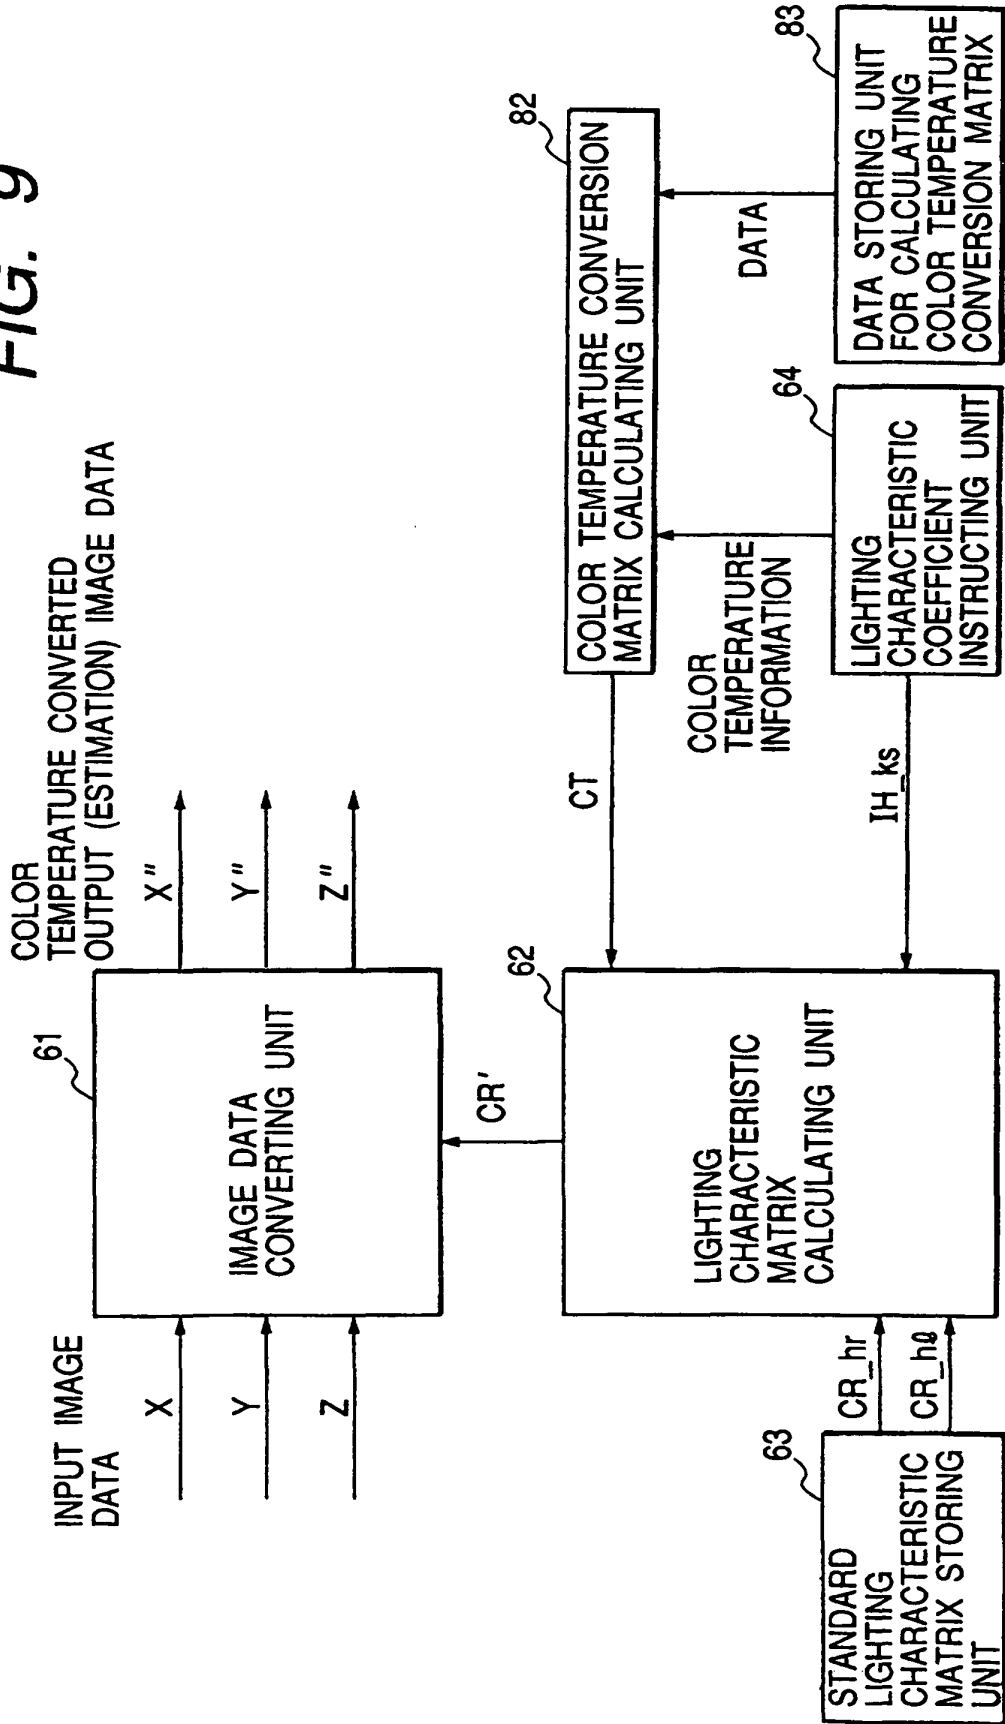 FIG. 9
INPUT IMAGE
DATA
X
Y
Z
61
IMAGE DATA
CONVERTING UNIT
COLOR
TEMPERATURE CONVERTED
OUTPUT (ESTIMATION) IMAGE DATA
X"
Y"
Z"
CR'
62
LIGHTING
CHARACTERISTIC
MATRIX
CALCULATING UNIT
63
STANDARD
LIGHTING
CHARACTERISTIC
MATRIX STORING
UNIT
CR_hr
CR_hℓ
CT
IH_ks
82
COLOR TEMPERATURE CONVERSION
MATRIX CALCULATING UNIT
COLOR
TEMPERATURE
INFORMATION
DATA
64
LIGHTING
CHARACTERISTIC
COEFFICIENT
INSTRUCTING UNIT
83
DATA STORING UNIT
FOR CALCULATING
COLOR TEMPERATURE
CONVERSION MATRIX